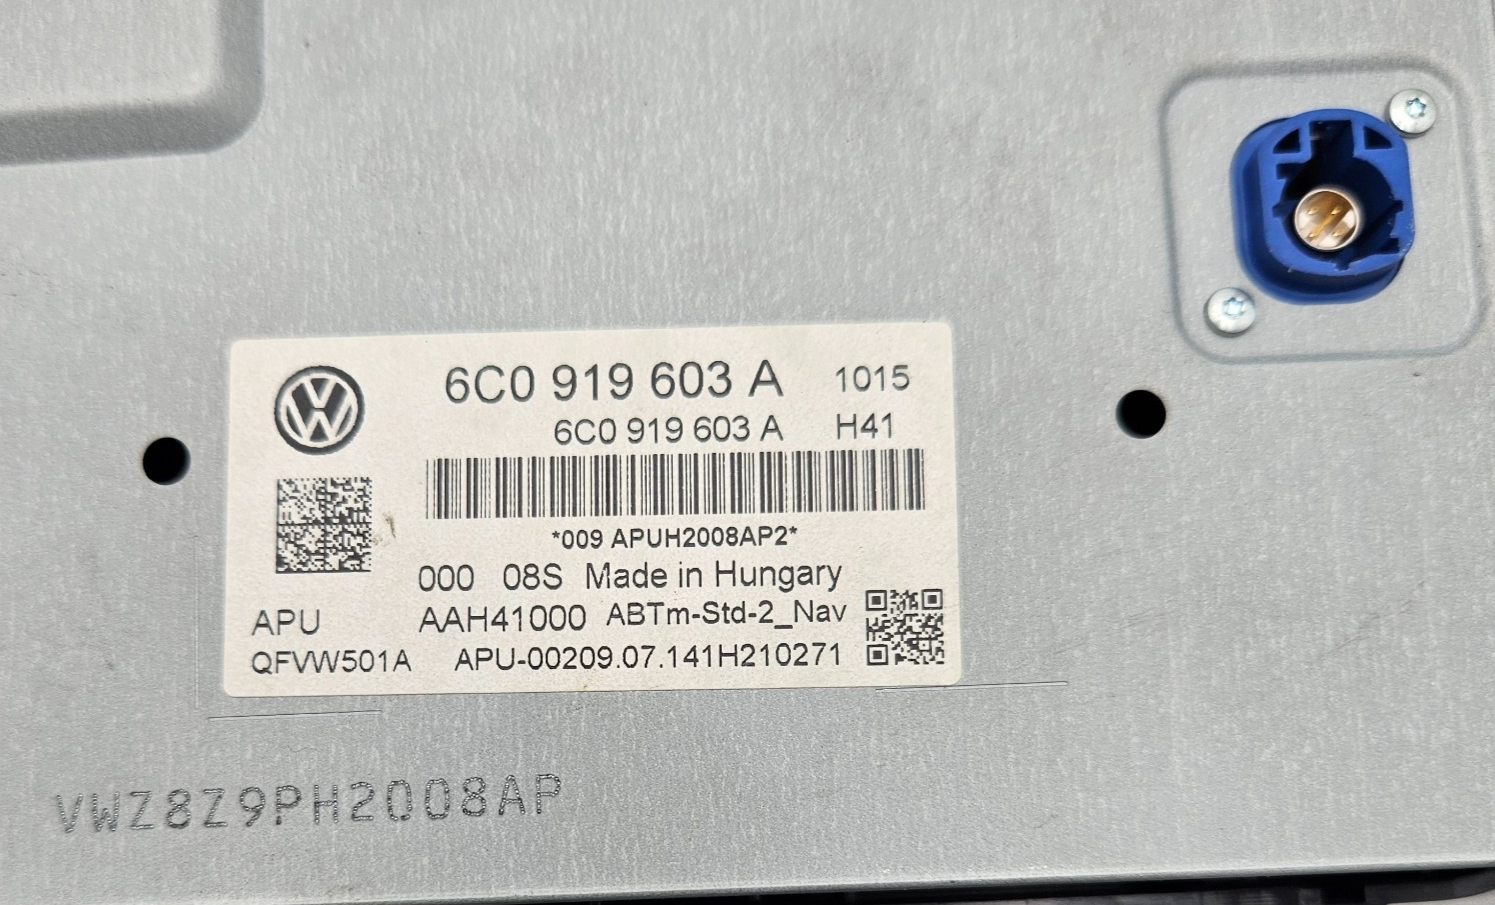 6C0 919 603 A 1015
6C0 919 603 A H41
*009 APUH2008AP2*
000 08S Made in Hungary
APU AAH41000 ABTm-Std-2_Nav
QFVW501A APU-00209.07.141H210271
VWZ8Z9PH2008AP